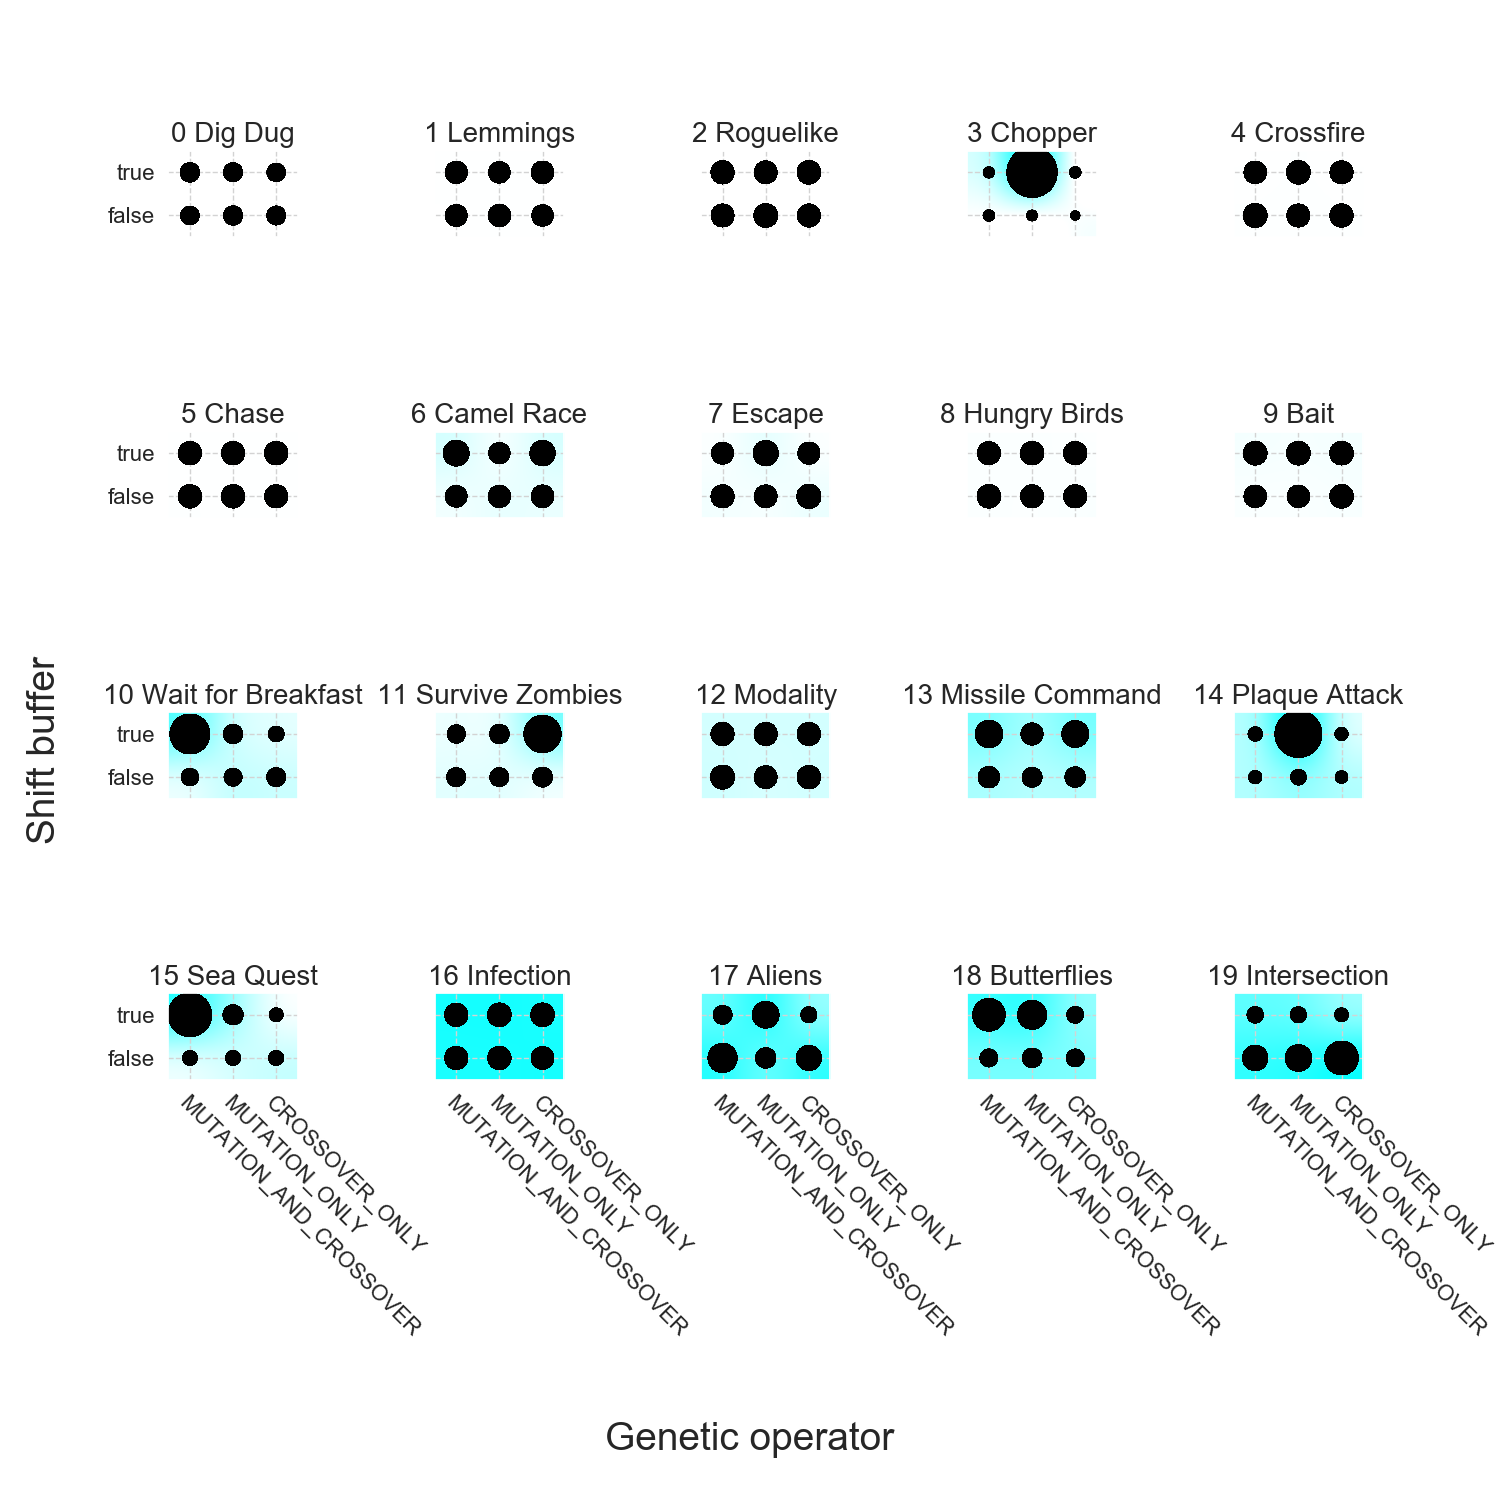 0 Dig Dug
1 Lemmings
2 Roguelike
3 Chopper
4 Crossfire
true
false
5 Chase
6 Camel Race
7 Escape
8 Hungry Birds
9 Bait
true
false
10 Wait for Breakfast
11 Survive Zombies
12 Modality
13 Missile Command
14 Plaque Attack
true
false
Shift buffer
15 Sea Quest
16 Infection
17 Aliens
18 Butterflies
19 Intersection
true
false
MUTATION_AND_CROSSOVER
MUTATION_ONLY
CROSSOVER_ONLY
MUTATION_AND_CROSSOVER
MUTATION_ONLY
CROSSOVER_ONLY
MUTATION_AND_CROSSOVER
MUTATION_ONLY
CROSSOVER_ONLY
MUTATION_AND_CROSSOVER
MUTATION_ONLY
CROSSOVER_ONLY
MUTATION_AND_CROSSOVER
MUTATION_ONLY
CROSSOVER_ONLY
Genetic operator